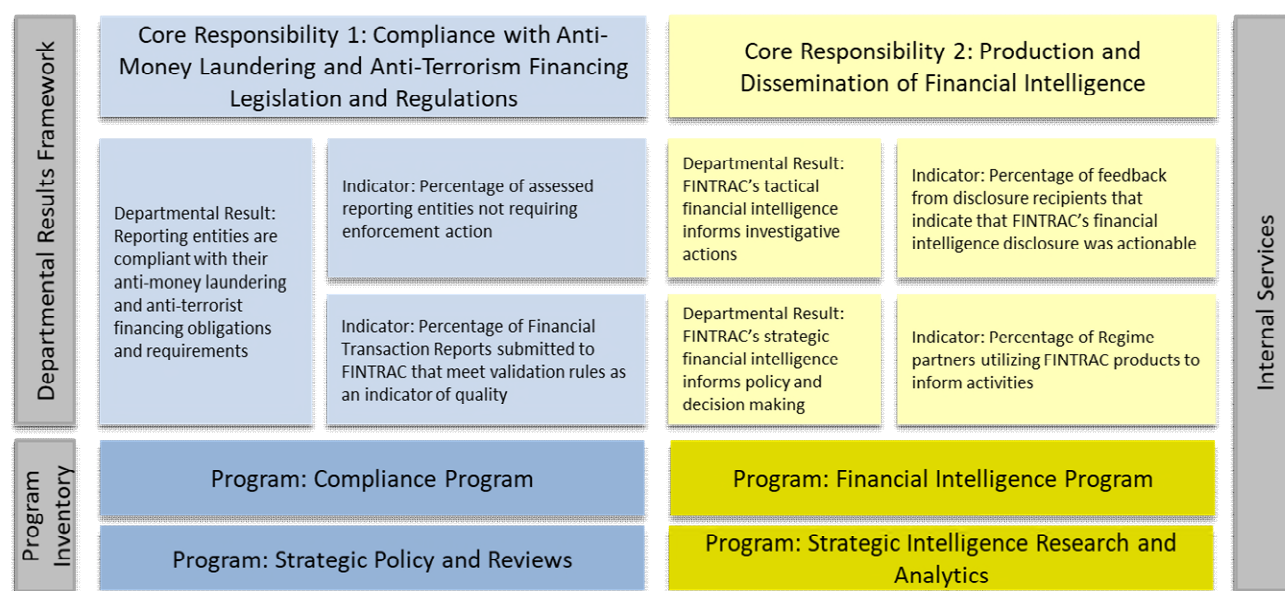 Departmental Results Framework
Core Responsibility 1: Compliance with Anti-
Money Laundering and Anti-Terrorism Financing
Legislation and Regulations
Departmental Result:
Reporting entities are
compliant with their
anti-money laundering
and anti-terrorist
financing obligations
and requirements
Indicator: Percentage of assessed
reporting entities not requiring
enforcement action
Indicator: Percentage of Financial
Transaction Reports submitted to
FINTRAC that meet validation rules as
an indicator of quality
Core Responsibility 2: Production and
Dissemination of Financial Intelligence
Departmental Result:
FINTRAC's tactical
financial intelligence
informs investigative
actions
Indicator: Percentage of feedback
from disclosure recipients that
indicate that FINTRAC's financial
intelligence disclosure was actionable
Departmental Result:
FINTRAC's strategic
financial intelligence
informs policy and
decision making
Indicator: Percentage of Regime
partners utilizing FINTRAC products to
inform activities
Program
Inventory
Program: Compliance Program
Program: Strategic Policy and Reviews
Program: Financial Intelligence Program
Program: Strategic Intelligence Research and
Analytics
Internal Services